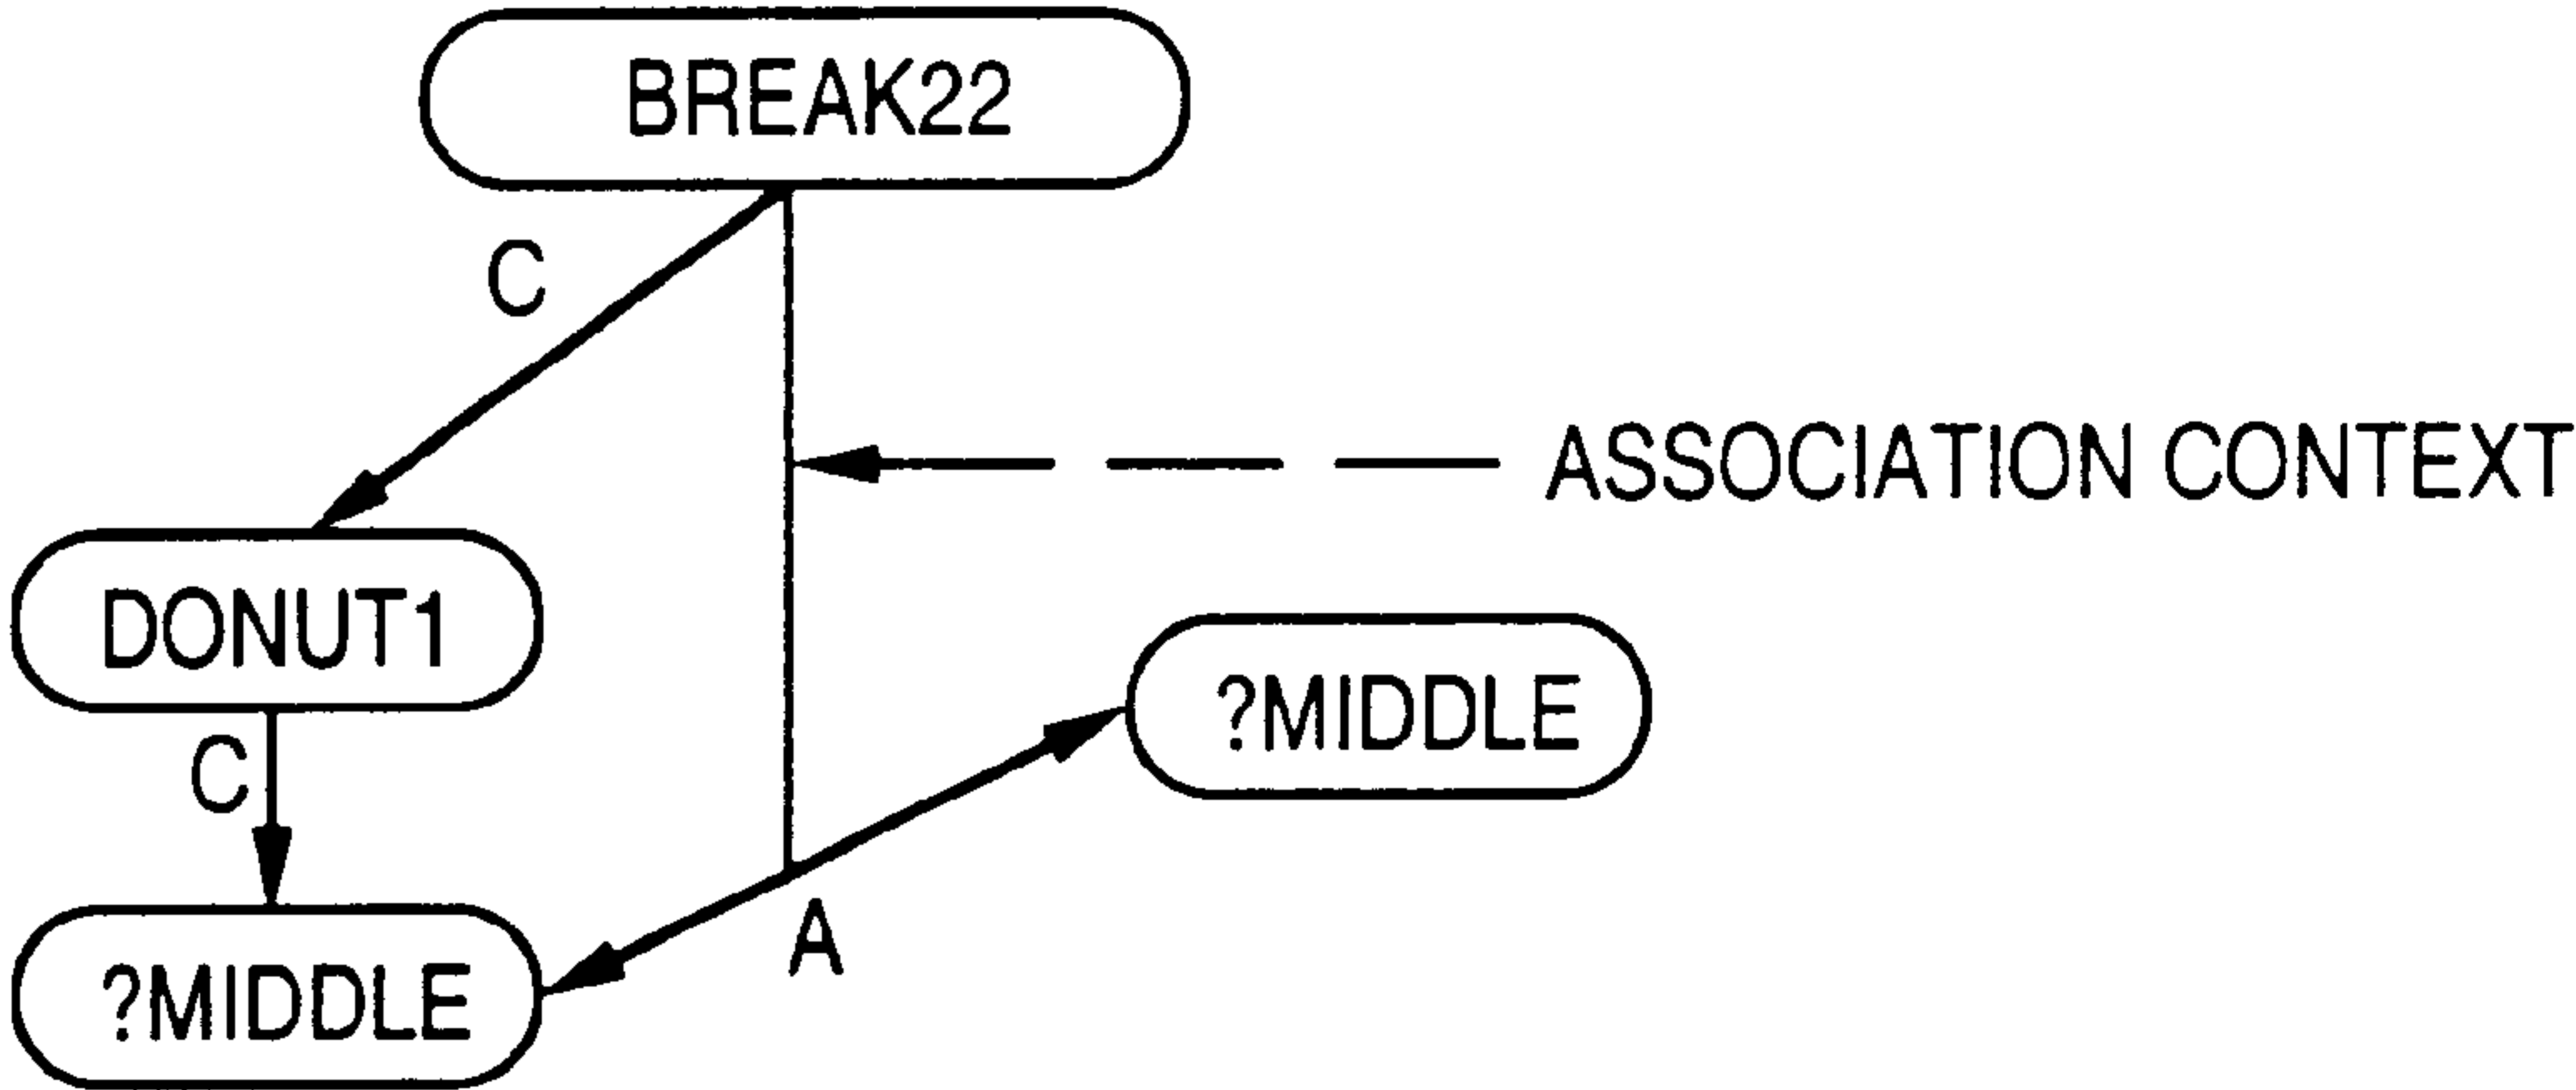 BREAK22
C
ASSOCIATION CONTEXT
DONUT1
?MIDDLE
C
A
?MIDDLE